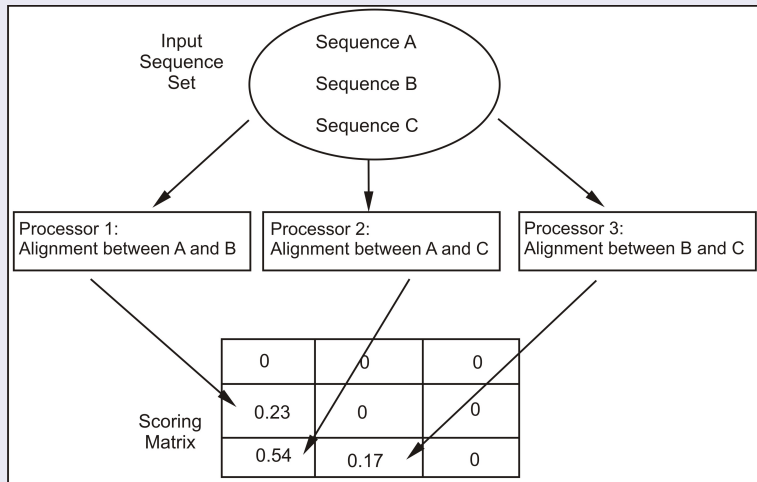 Input
Sequence
Set
Sequence A
Sequence B
Sequence C
Processor 1:
Alignment between A and B
Processor 2:
Alignment between A and C
Processor 3:
Alignment between B and C
Scoring
Matrix
0 0 0
0.23 0 0
0.54 0.17 0